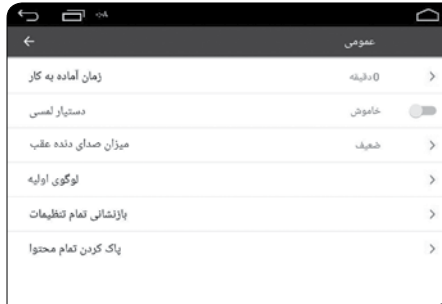 عمومی
زمان آماده به کار 0دقیقه
دستیار لمسی خاموش
میزان صدای دنده عقب ضعیف
لوگوی اولیه
بازنشانی تمام تنظیمات
پاک کردن تمام محتوا